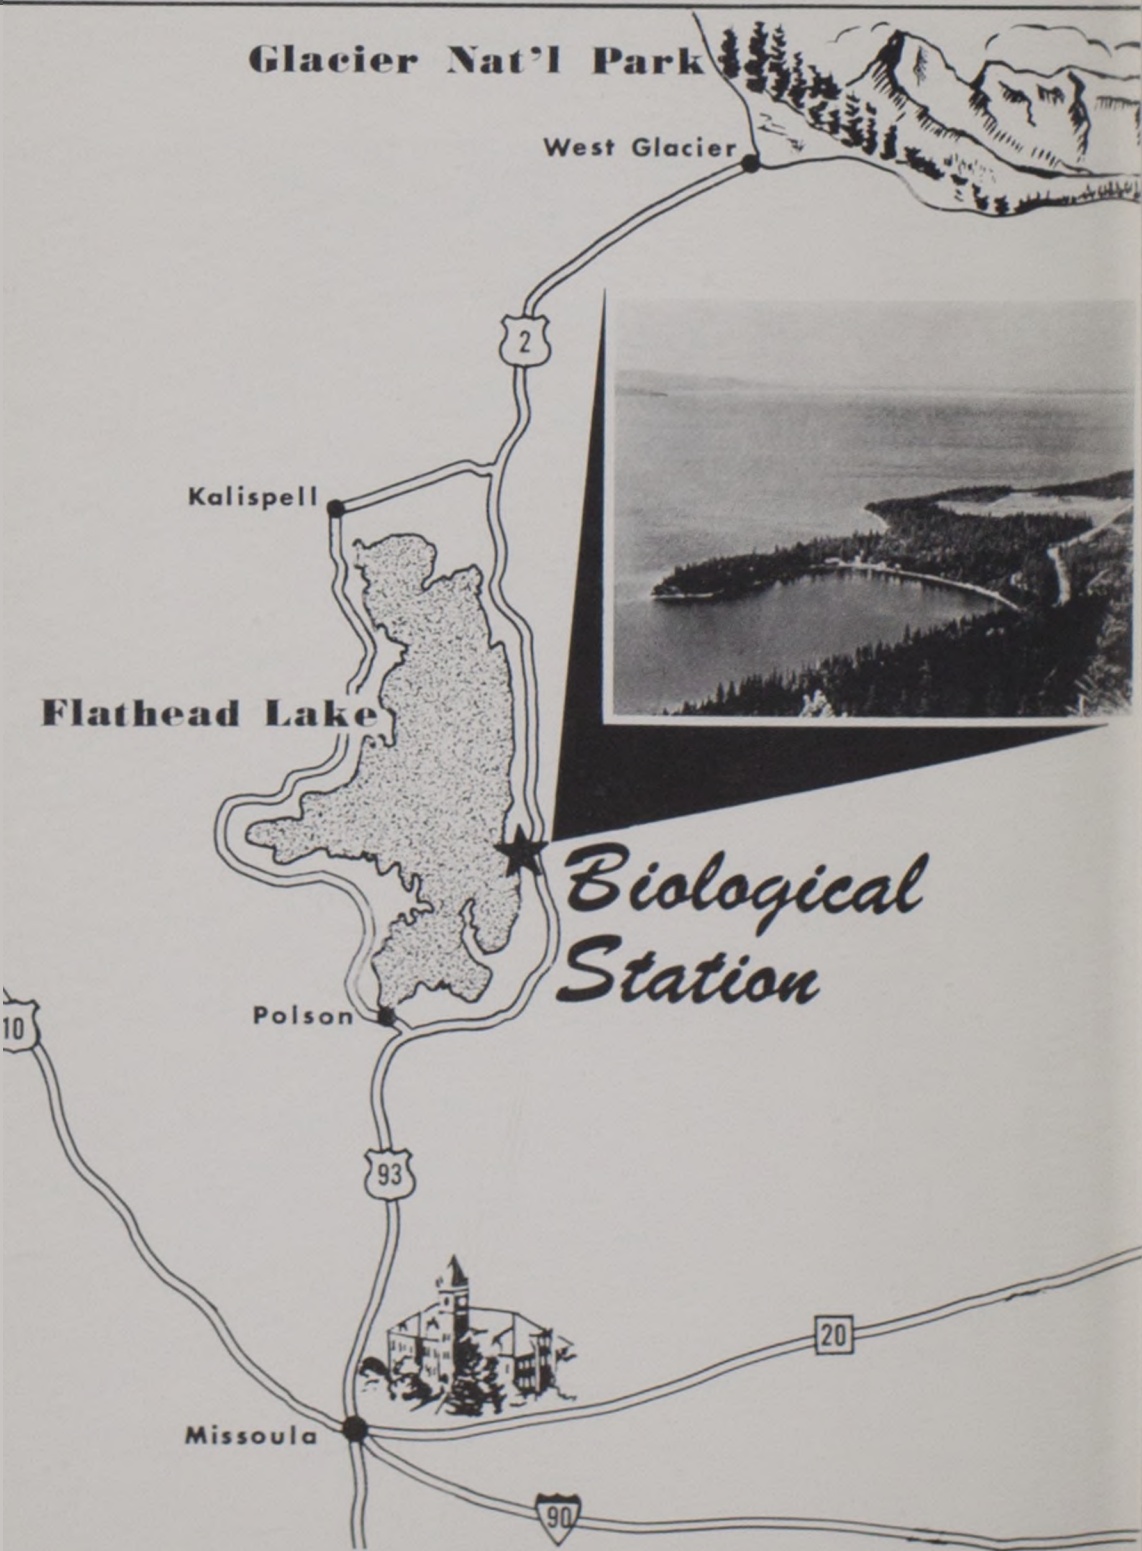 Glacier Nat'l Park
West Glacier
2
Kalispell
Flathead Lake
Biological
Station
Polson
10
93
20
Missoula
90